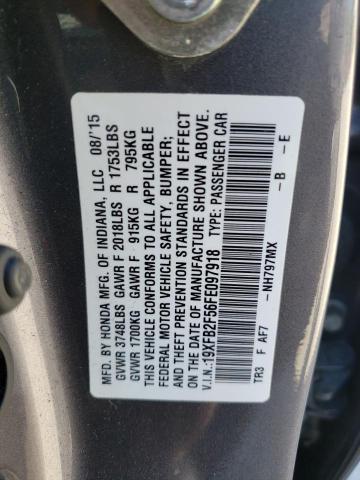 MFD. BY HONDA MFG. OF INDIANA, LLC 08/'15
GVWR 3748LBS GAWR F 2018LBS R 1753LBS
GVWR 1700KG GAWR F 915KG R 795KG
THIS VEHICLE CONFORMS TO ALL APPLICABLE
FEDERAL MOTOR VEHICLE SAFETY, BUMPER,
AND THEFT PREVENTION STANDARDS IN EFFECT
ON THE DATE OF MANUFACTURE SHOWN ABOVE.
V.I.N.:19XFB2F56FE097918 TYPE: PASSENGER CAR
-NH797MX -B -E
TR3 F AF7